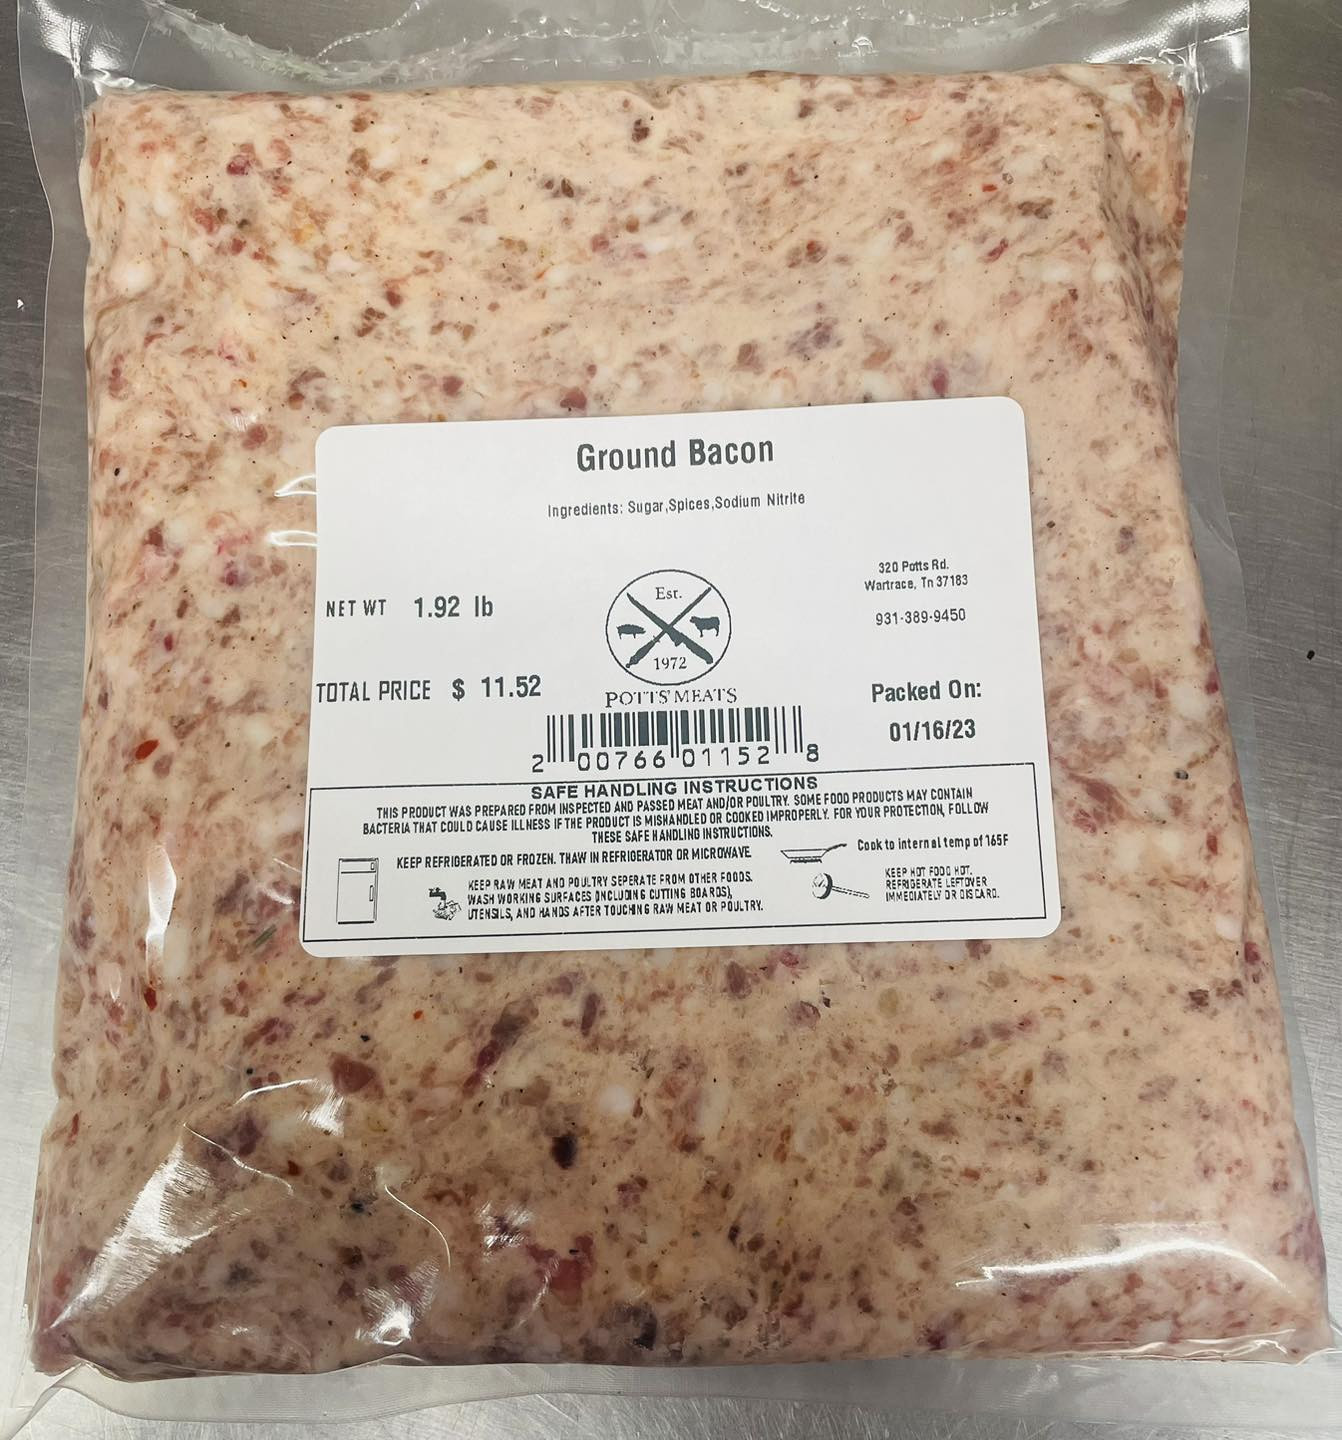 Ground Bacon
Ingredients: Sugar,Spices,Sodium Nitrite
320 Potts Rd.
Wartrace, Tn 37183
931-389-9450
NET WT 1.92 lb
Est.
1972
POTTS' MEATS
TOTAL PRICE $ 11.52
Packed On:
01/16/23
2 00766 01152 8
SAFE HANDLING INSTRUCTIONS
THIS PRODUCT WAS PREPARED FROM INSPECTED AND PASSED MEAT AND/OR POULTRY. SOME FOOD PRODUCTS MAY CONTAIN
BACTERIA THAT COULD CAUSE ILLNESS IF THE PRODUCT IS MISHANDLED OR COOKED IMPROPERLY. FOR YOUR PROTECTION, FOLLOW
THESE SAFE HANDLING INSTRUCTIONS.
KEEP REFRIGERATED OR FROZEN. THAW IN REFRIGERATOR OR MICROWAVE.
Cook to internal temp of 165F
KEEP RAW MEAT AND POULTRY SEPERATE FROM OTHER FOODS.
WASH WORKING SURFACES (INCLUDING CUTTING BOARDS),
UTENSILS, AND HANDS AFTER TOUCHING RAW MEAT OR POULTRY.
KEEP HOT FOOD HOT.
REFRIGERATE LEFTOVER
IMMEDIATELY OR DISCARD.